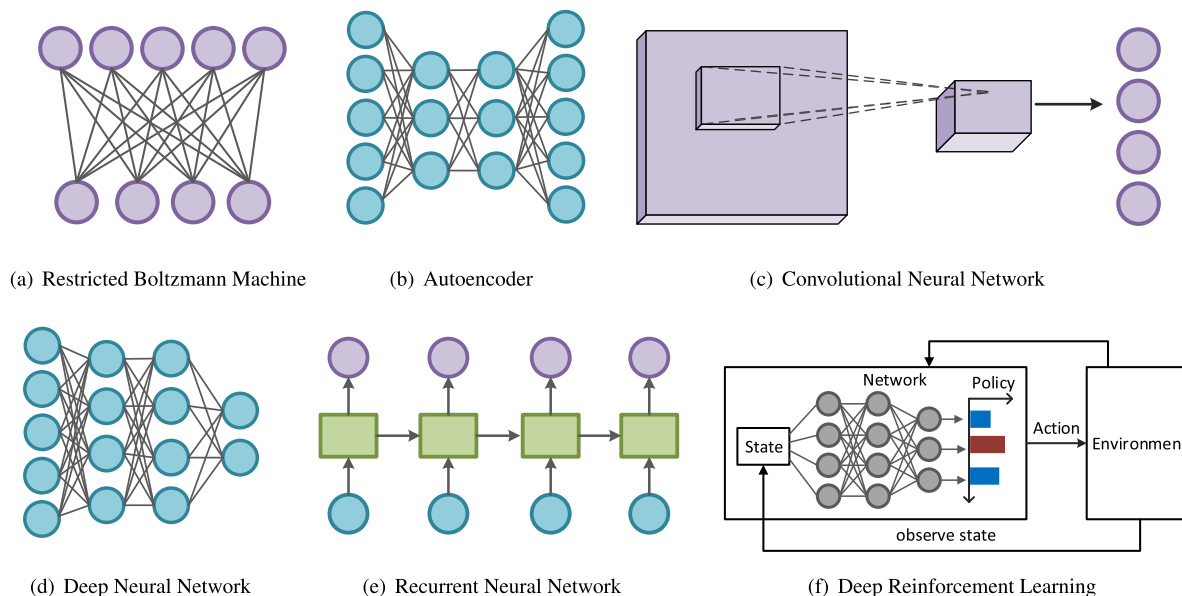 (a) Restricted Boltzmann Machine
(b) Autoencoder
(c) Convolutional Neural Network
Network
Policy
State
Action
Environmen
observe state
(d) Deep Neural Network
(e) Recurrent Neural Network
(f) Deep Reinforcement Learning